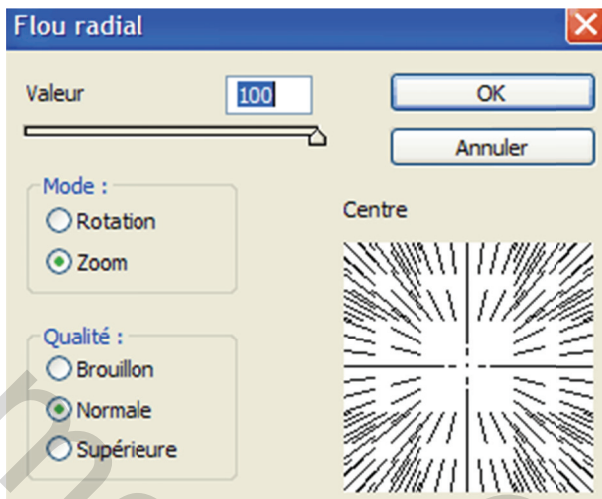 Flou radial
Valeur 100 OK
Annuler
Mode :
Rotation
Zoom
Centre
Qualité :
Brouillon
Normale
Supérieure